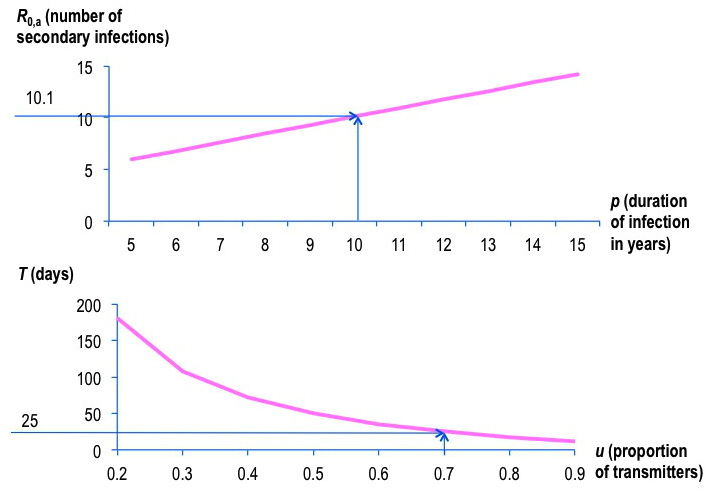 R0,a (number of
secondary infections)
15
10.1
10
5
0
p (duration
of infection
in years)
5 6 7 8 9 10 11 12 13 14 15
T (days)
200
150
100
50
25
0
u (proportion
of transmitters)
0.2 0.3 0.4 0.5 0.6 0.7 0.8 0.9